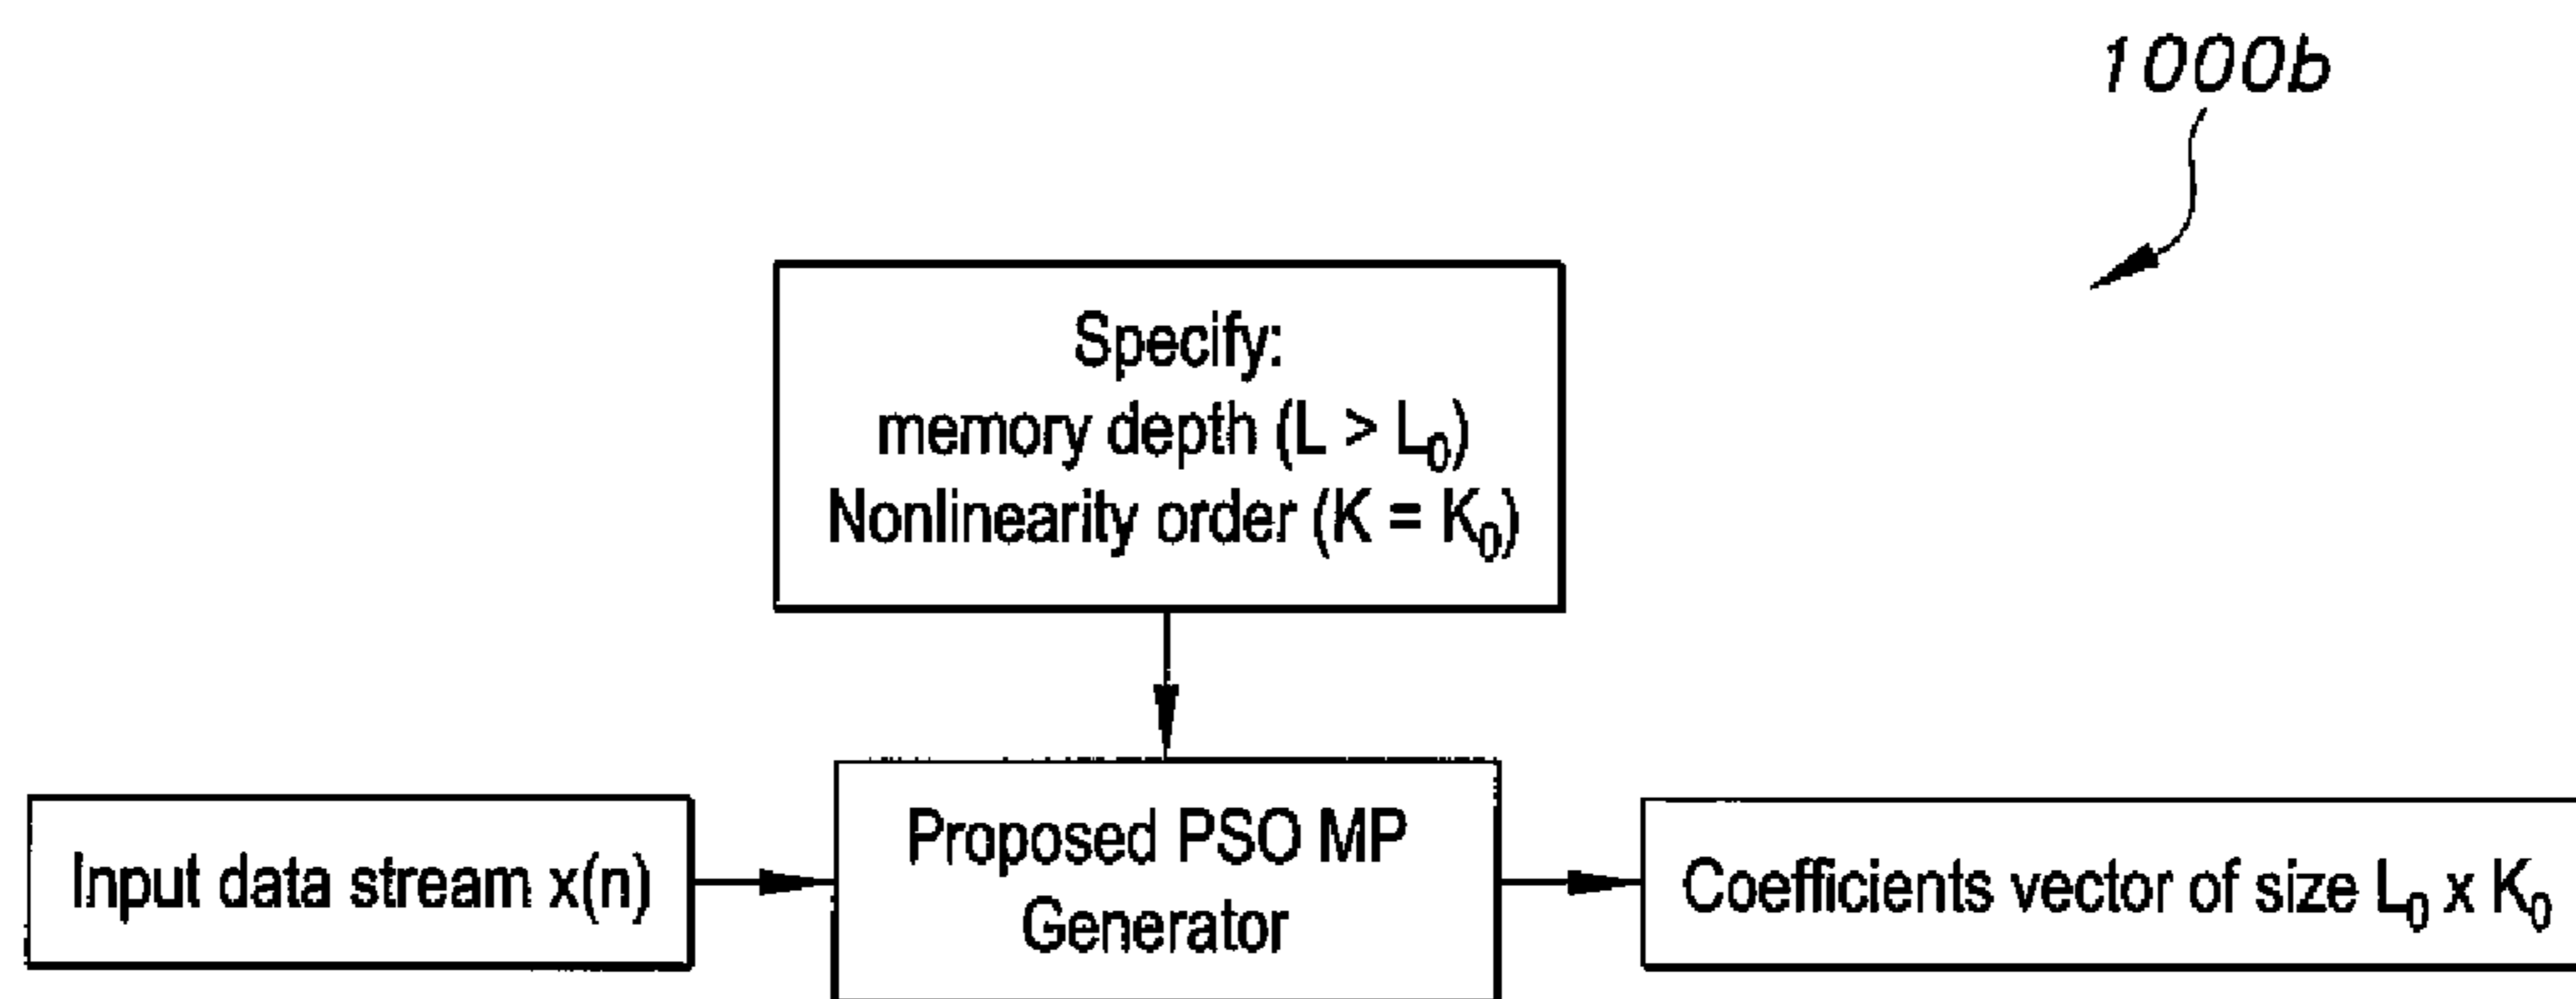 1000b
Specify:
memory depth (L > L₀)
Nonlinearity order (K = K₀)
Input data stream x(n)
Proposed PSO MP
Generator
Coefficients vector of size L₀ x K₀